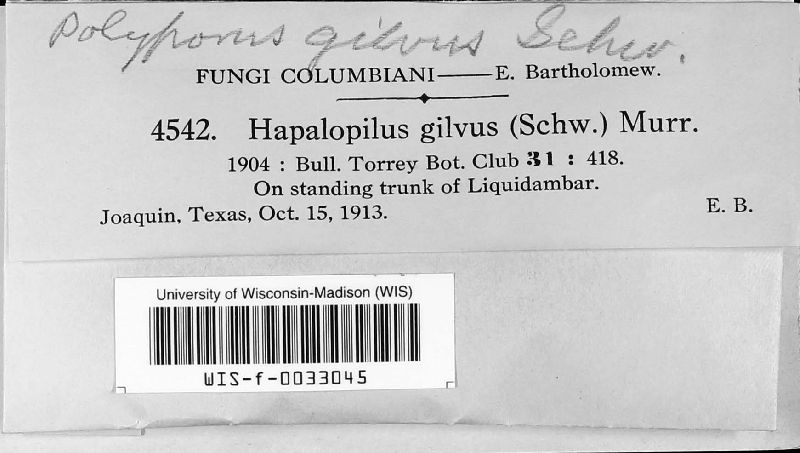 Polyporus gilvus Schw.
FUNGI COLUMBIANI——E. Bartholomew.
4542. Hapalopilus gilvus (Schw.) Murr.
1904 : Bull. Torrey Bot. Club 31 : 418.
On standing trunk of Liquidambar.
Joaquin, Texas, Oct. 15, 1913. E. B.
University of Wisconsin-Madison (WIS)
WIS-f-0033045